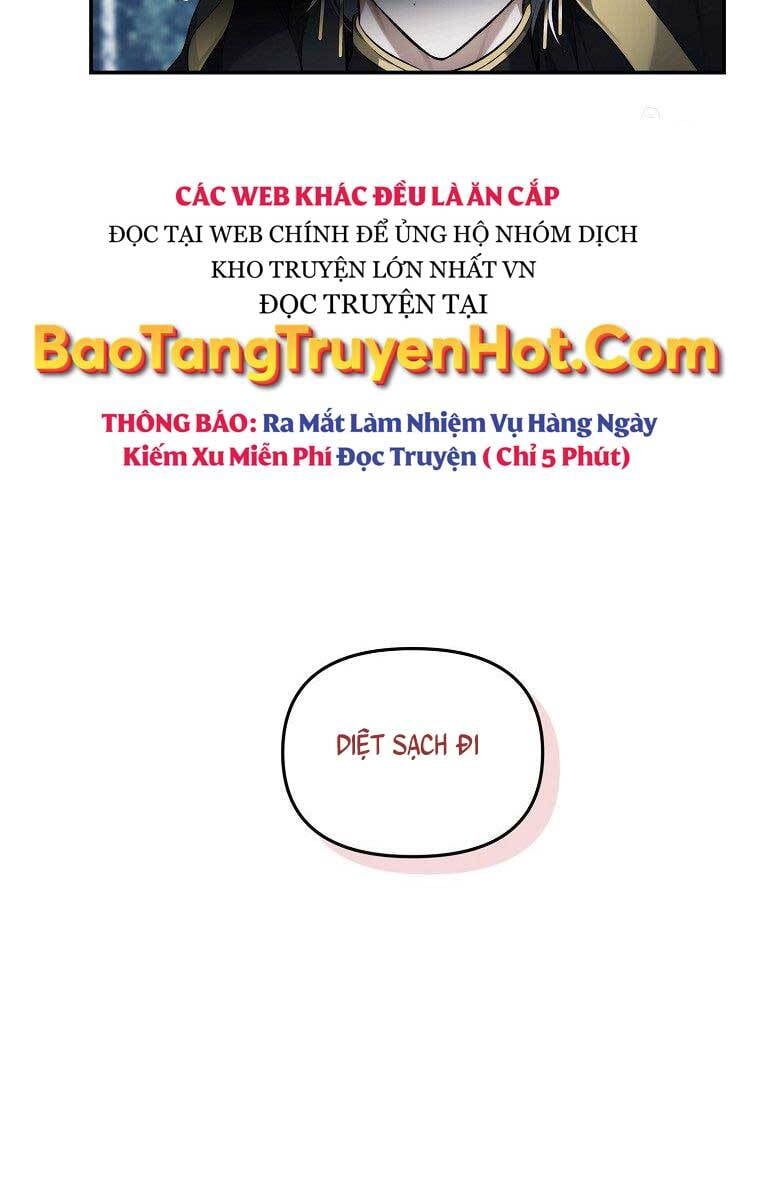 CÁC WEB KHÁC ĐỀU LÀ ĂN CẮP
ĐỌC TẠI WEB CHÍNH ĐỂ ỦNG HỘ NHÓM DỊCH
KHO TRUYỆN LỚN NHẤT VN
ĐỌC TRUYỆN TẠI
BaoTangTruyenHot.Com
THÔNG BÁO: Ra Mắt Làm Nhiệm Vụ Hàng Ngày
Kiếm Xu Miễn Phí Đọc Truyện ( Chỉ 5 Phút)
DIỆT SẠCH ĐI